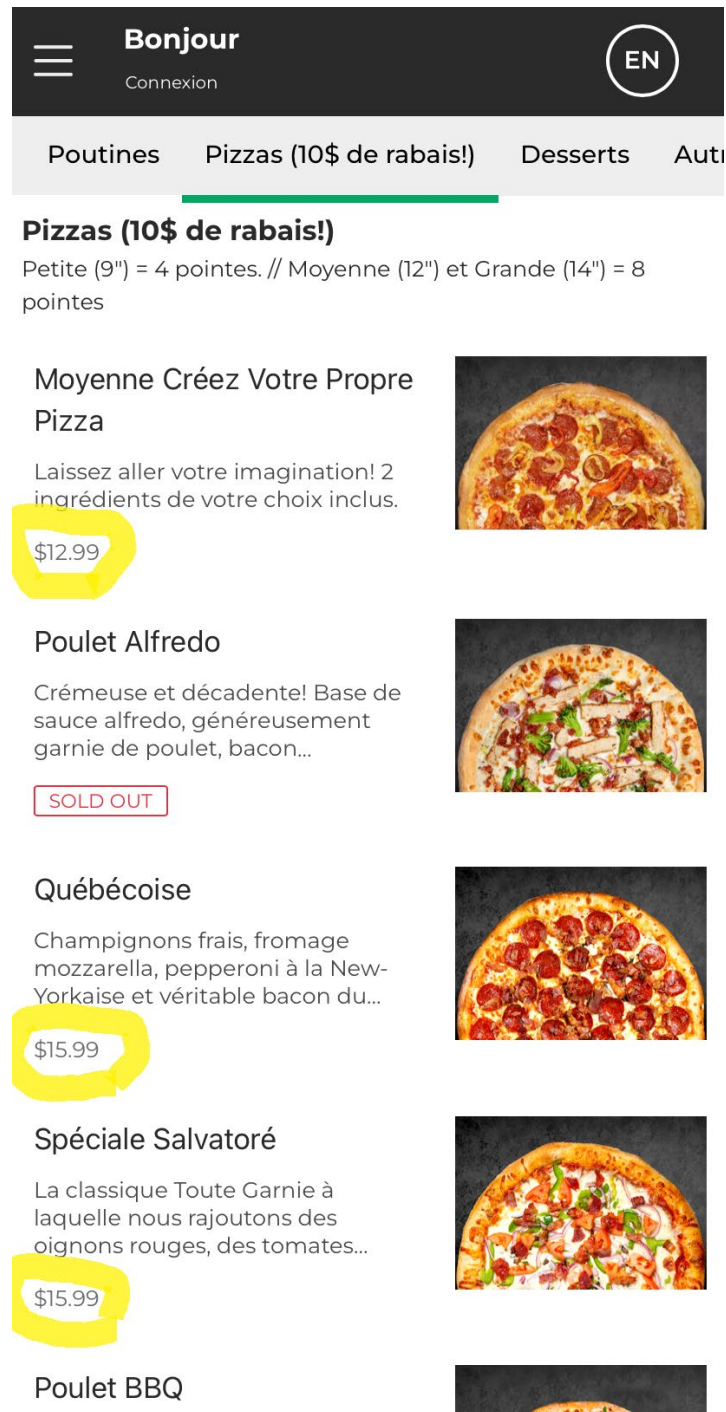 Bonjour
Connexion
EN
Poutines Pizzas (10$ de rabais!) Desserts Autr
Pizzas (10$ de rabais!)
Petite (9") = 4 pointes. // Moyenne (12") et Grande (14") = 8
pointes
Moyenne Créez Votre Propre
Pizza
Laissez aller votre imagination! 2
ingrédients de votre choix inclus.
$12.99
Poulet Alfredo
Crémeuse et décadente! Base de
sauce alfredo, généreusement
garnie de poulet, bacon...
SOLD OUT
Québécoise
Champignons frais, fromage
mozzarella, pepperoni à la New-
Yorkaise et véritable bacon du...
$15.99
Spéciale Salvatoré
La classique Toute Garnie à
laquelle nous rajoutons des
oignons rouges, des tomates...
$15.99
Poulet BBQ